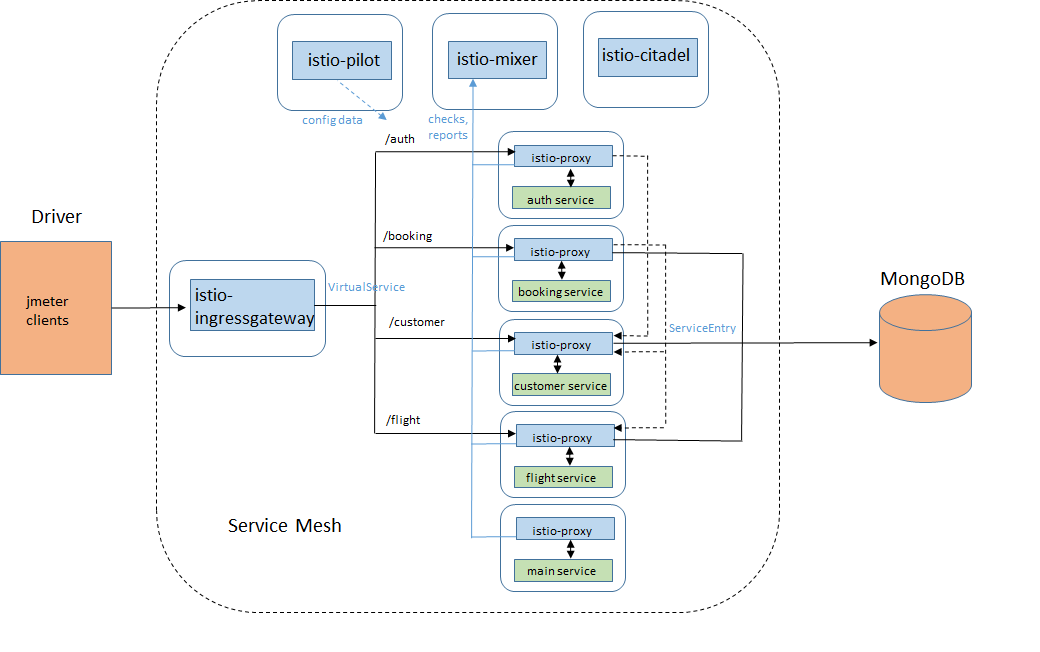 istio-pilot
istio-mixer
istio-citadel
config data
checks,
reports
/auth
istio-proxy
auth service
Driver
/booking
istio-proxy
booking service
jmeter
clients
istio-
ingressgateway
VirtualService
/customer
istio-proxy
customer service
ServiceEntry
MongoDB
/flight
istio-proxy
flight service
Service Mesh
istio-proxy
main service